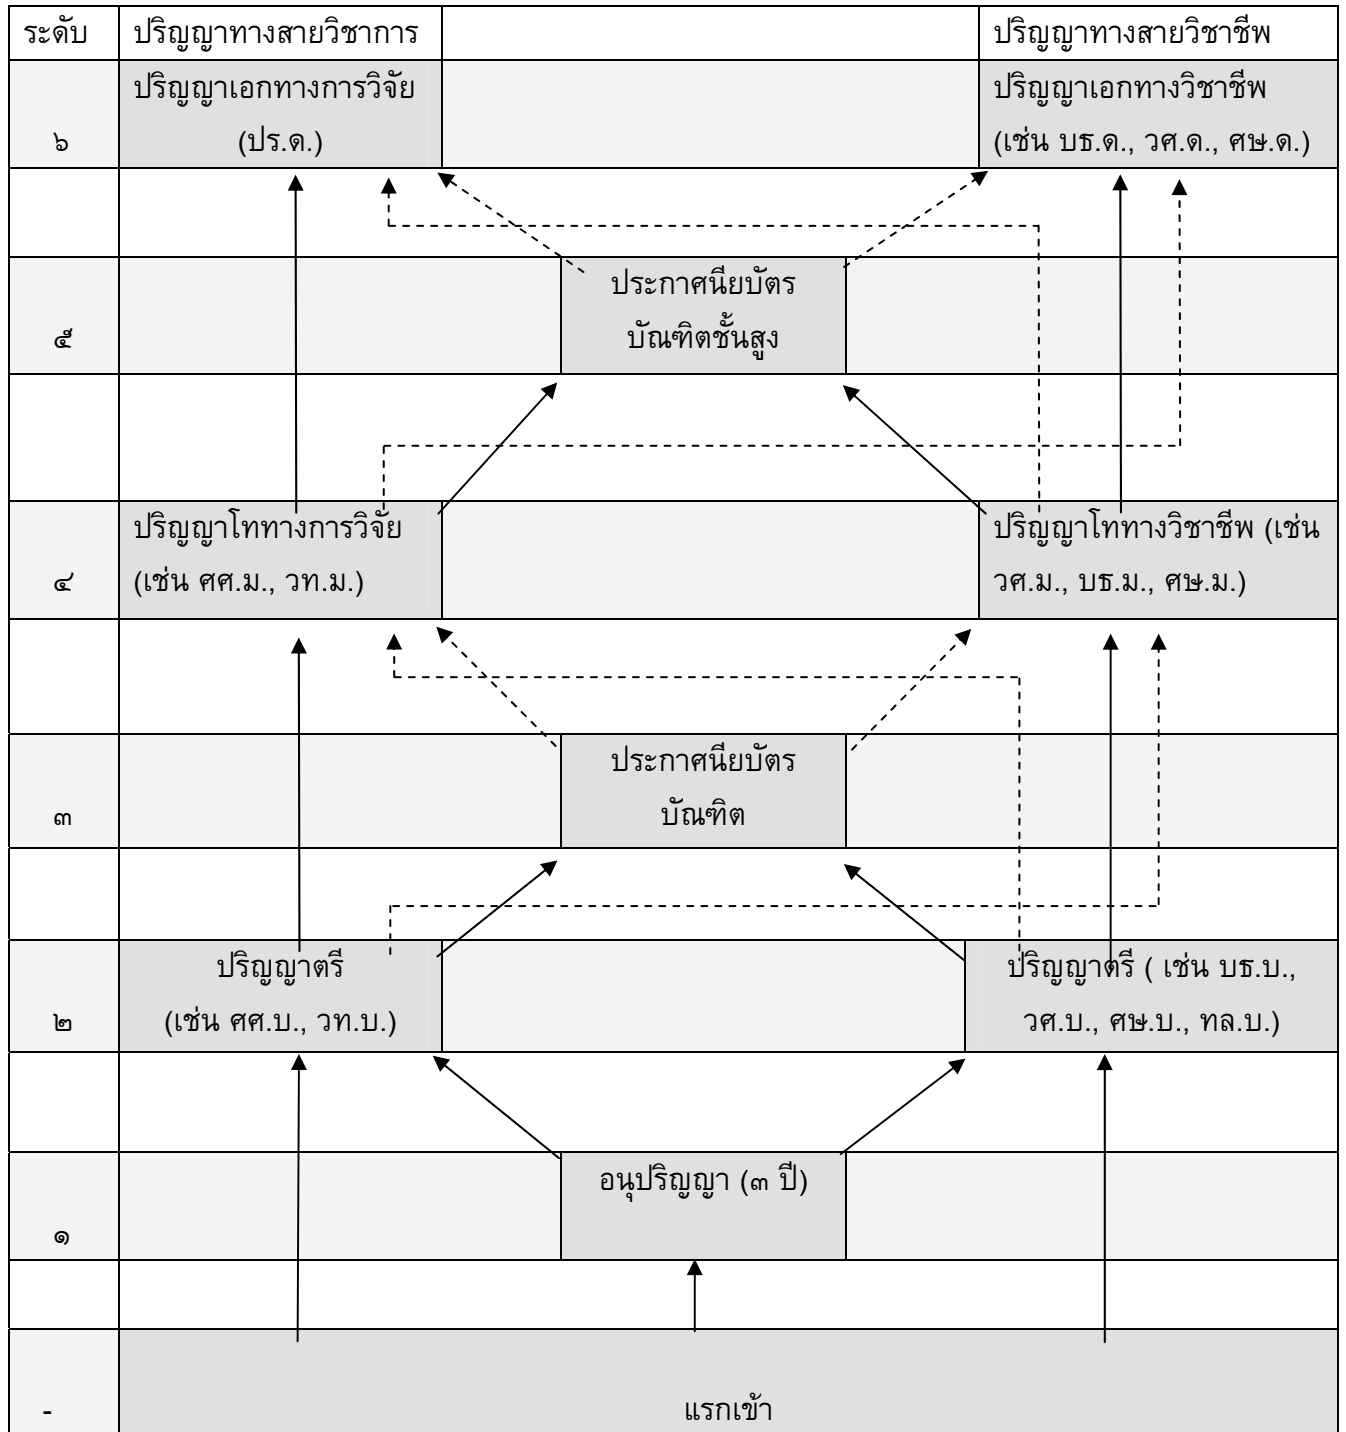 ระดับ ปริญญาทางสายวิชาการ ปริญญาทางสายวิชาชีพ
ปริญญาเอกทางการวิจัย ปริญญาเอกทางวิชาชีพ
๖ (ปร.ด.) (เช่น บธ.ด., วศ.ด., ศษ.ด.)
ประกาศนียบัตร
๕ บัณฑิตชั้นสูง
ปริญญาโททางการวิจัย ปริญญาโททางวิชาชีพ (เช่น
๔ (เช่น ศศ.ม., วท.ม.) วศ.ม., บธ.ม., ศษ.ม.)
ประกาศนียบัตร
๓ บัณฑิต
ปริญญาตรี ปริญญาตรี ( เช่น บธ.บ.,
๒ (เช่น ศศ.บ., วท.บ.) วศ.บ., ศษ.บ., ทล.บ.)
อนุปริญญา (๓ ปี)
๑
- แรกเข้า